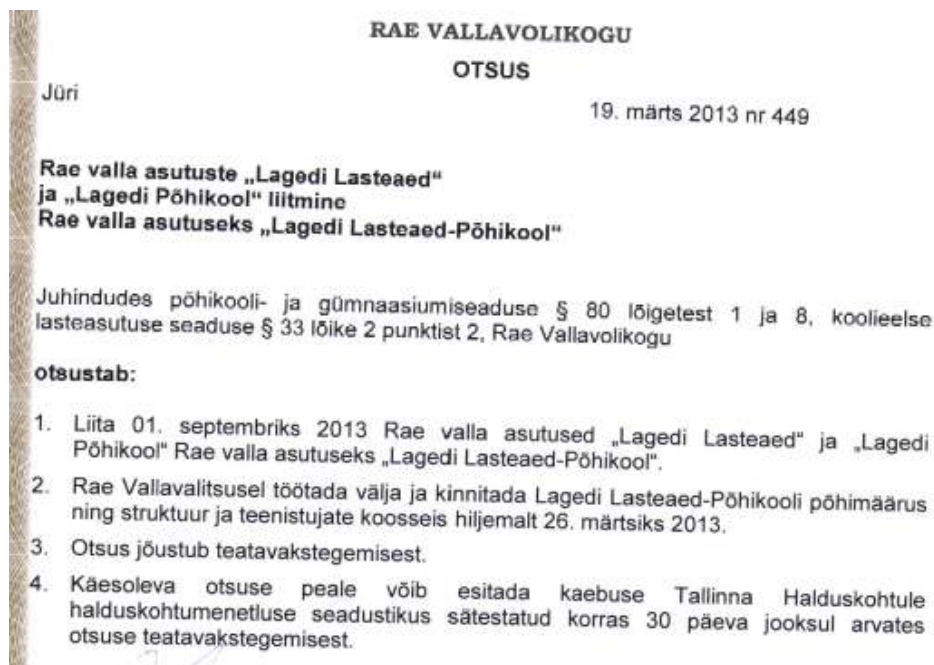 RAE VALLAVOLIKOGU
OTSUS
Jüri
19. märts 2013 nr 449
Rae valla asutuste „Lagedi Lasteaed“
ja „Lagedi Põhikool“ liitmine
Rae valla asutuseks „Lagedi Lasteaed-Põhikool“
Juhindudes põhikooli- ja gümnaasiumiseaduse § 80 lõigetest 1 ja 8, koolieelse
lasteasutuse seaduse § 33 lõike 2 punktist 2, Rae Vallavolikogu
otsustab:
1. Liita 01. septembriks 2013 Rae valla asutused „Lagedi Lasteaed“ ja „Lagedi
Põhikool“ Rae valla asutuseks „Lagedi Lasteaed-Põhikool“.
2. Rae Vallavalitsusel töötada välja ja kinnitada Lagedi Lasteaed-Põhikooli põhimäärus
ning struktuur ja teenistujate koosseis hiljemalt 26. märtsiks 2013.
3. Otsus jõustub teatavakstegemisest.
4. Käesoleva otsuse peale võib esitada kaebuse Tallinna Halduskohtule
halduskohtumenetluse seadustikus sätestatud korras 30 päeva jooksul arvates
otsuse teatavakstegemisest.